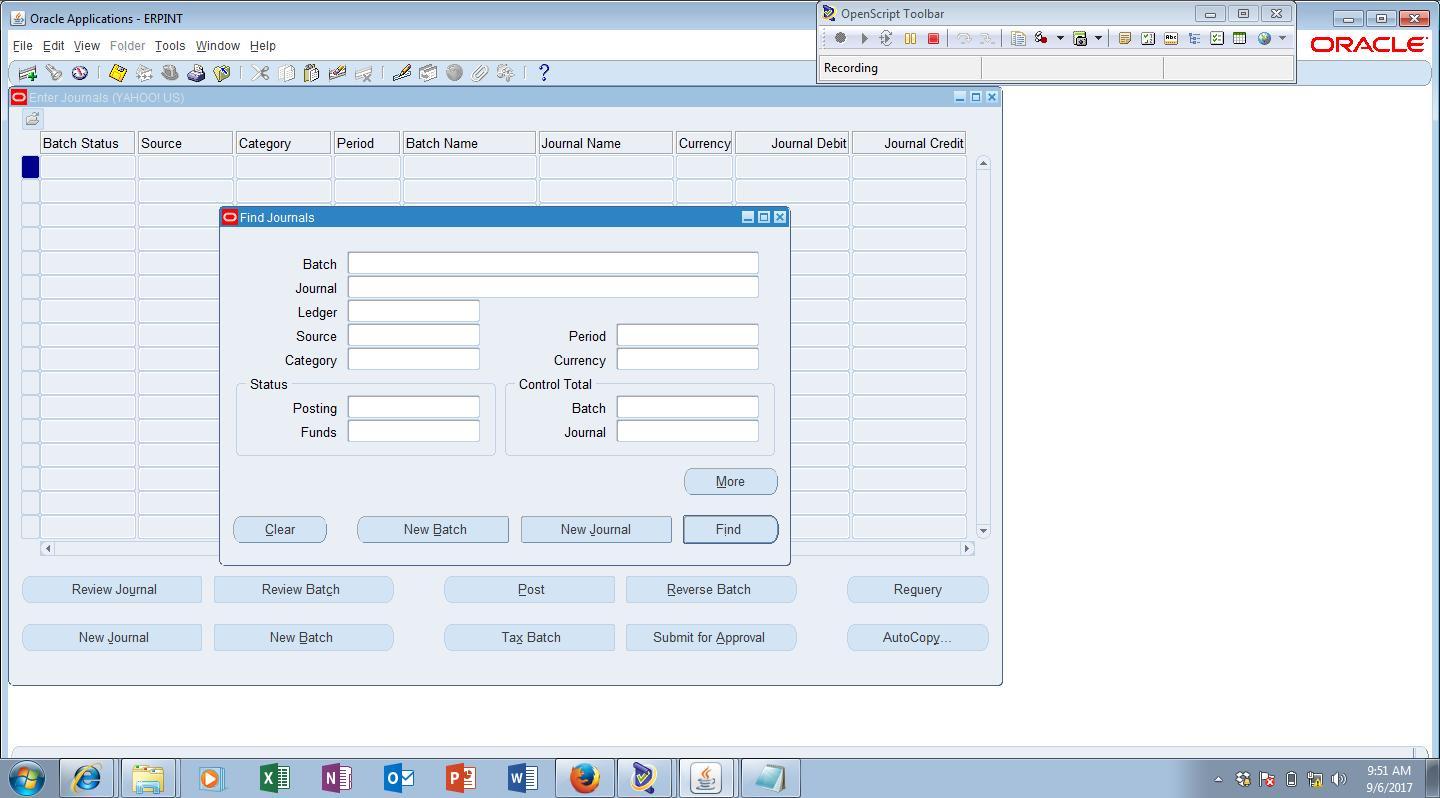 Oracle Applications - ERPINT
OpenScript Toolbar
File Edit View Folder Tools Window Help
ORACLE
Recording
Enter Journals (YAHOO! US)
Batch Status Source Category Period Batch Name Journal Name Currency Journal Debit Journal Credit
Find Journals
Batch
Journal
Ledger
Source
Period
Category
Currency
Status
Control Total
Posting
Batch
Funds
Journal
More
Clear New Batch New Journal Find
Review Journal Review Batch Post Reverse Batch Requery
New Journal New Batch Tax Batch Submit for Approval AutoCopy...
9:51 AM
9/6/2017